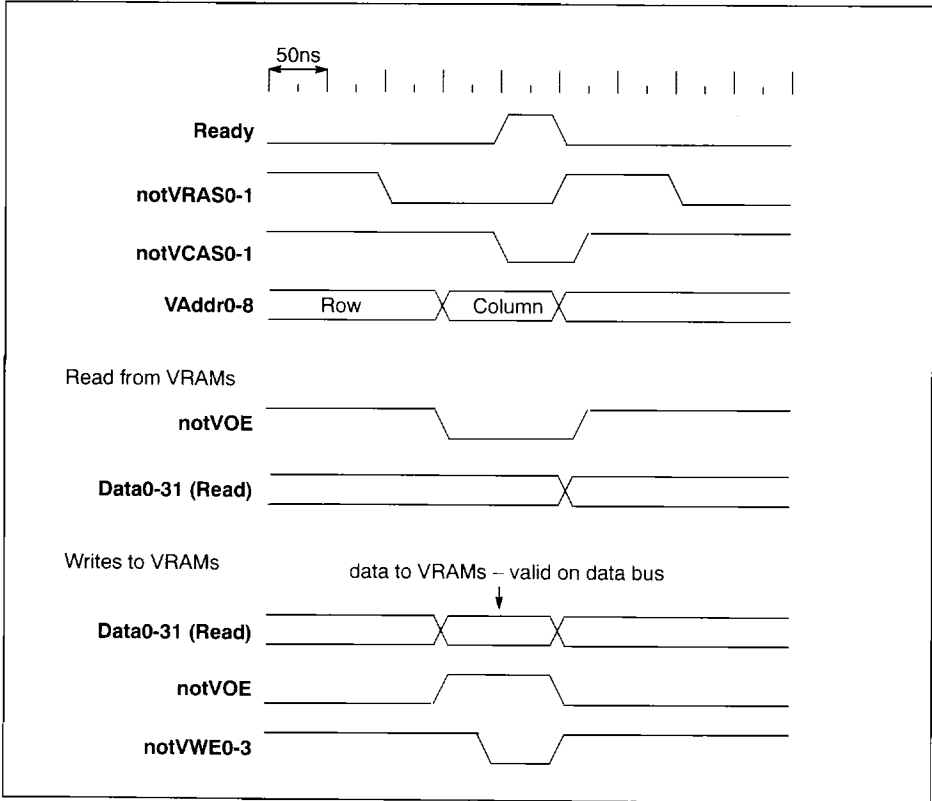 50ns
Ready
notVRAS0-1
notVCAS0-1
VAddr0-8
Row
Column
Read from VRAMs
notVOE
Data0-31 (Read)
Writes to VRAMs
data to VRAMs – valid on data bus
Data0-31 (Read)
notVOE
notVWE0-3